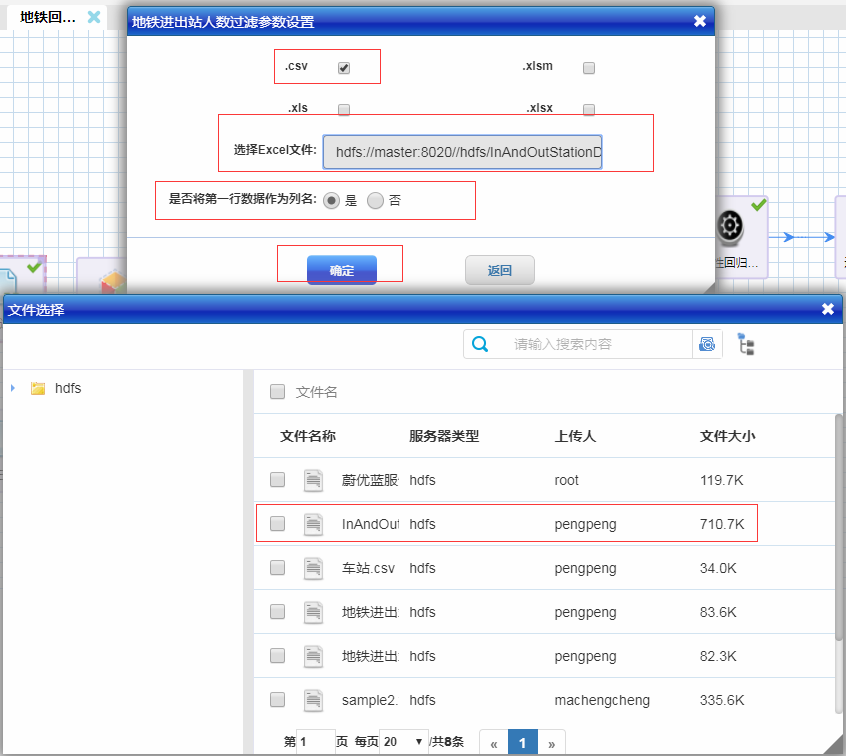 地铁回...
地铁进出站人数过滤参数设置
.csv .xlsm
.xls .xlsx
选择Excel文件: hdfs://master:8020//hdfs/InAndOutStationD
是否将第一行数据作为列名: 是 否
性回归...
确定 返回
文件选择
请输入搜索内容
hdfs
文件名
文件名称 服务器类型 上传人 文件大小
蔚优蓝服 hdfs root 119.7K
InAndOut hdfs pengpeng 710.7K
车站.csv hdfs pengpeng 34.0K
地铁进出 hdfs pengpeng 83.6K
地铁进出 hdfs pengpeng 82.3K
sample2. hdfs machengcheng 335.6K
第 1 页 每页 20 /共8条 « 1 »